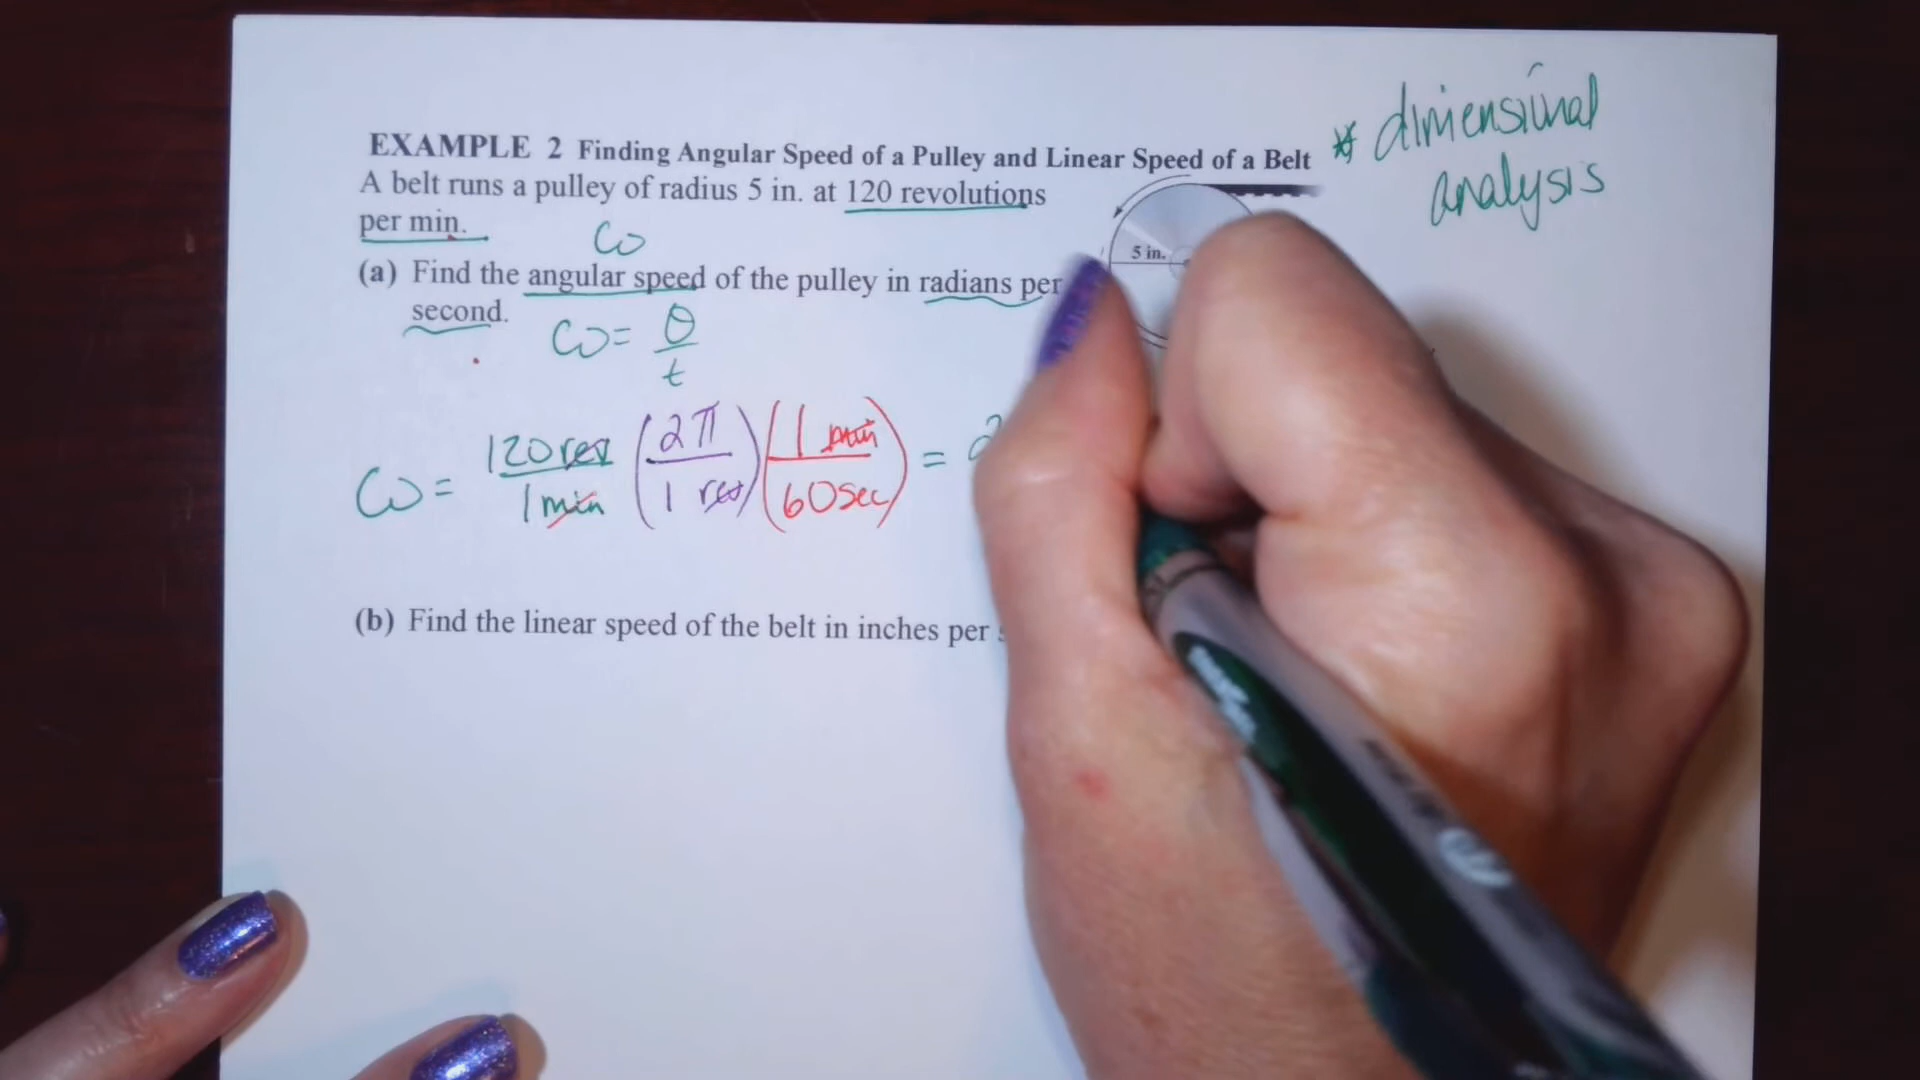 EXAMPLE 2 Finding Angular Speed of a Pulley and Linear Speed of a Belt
* dimensional
analysis
A belt runs a pulley of radius 5 in. at 120 revolutions
per min.
ω
5 in.
(a) Find the angular speed of the pulley in radians per
second.
ω = θ/t
ω = 120 rev/1 min (2π/1 rev)(1 min/60 sec) = 2
(b) Find the linear speed of the belt in inches per